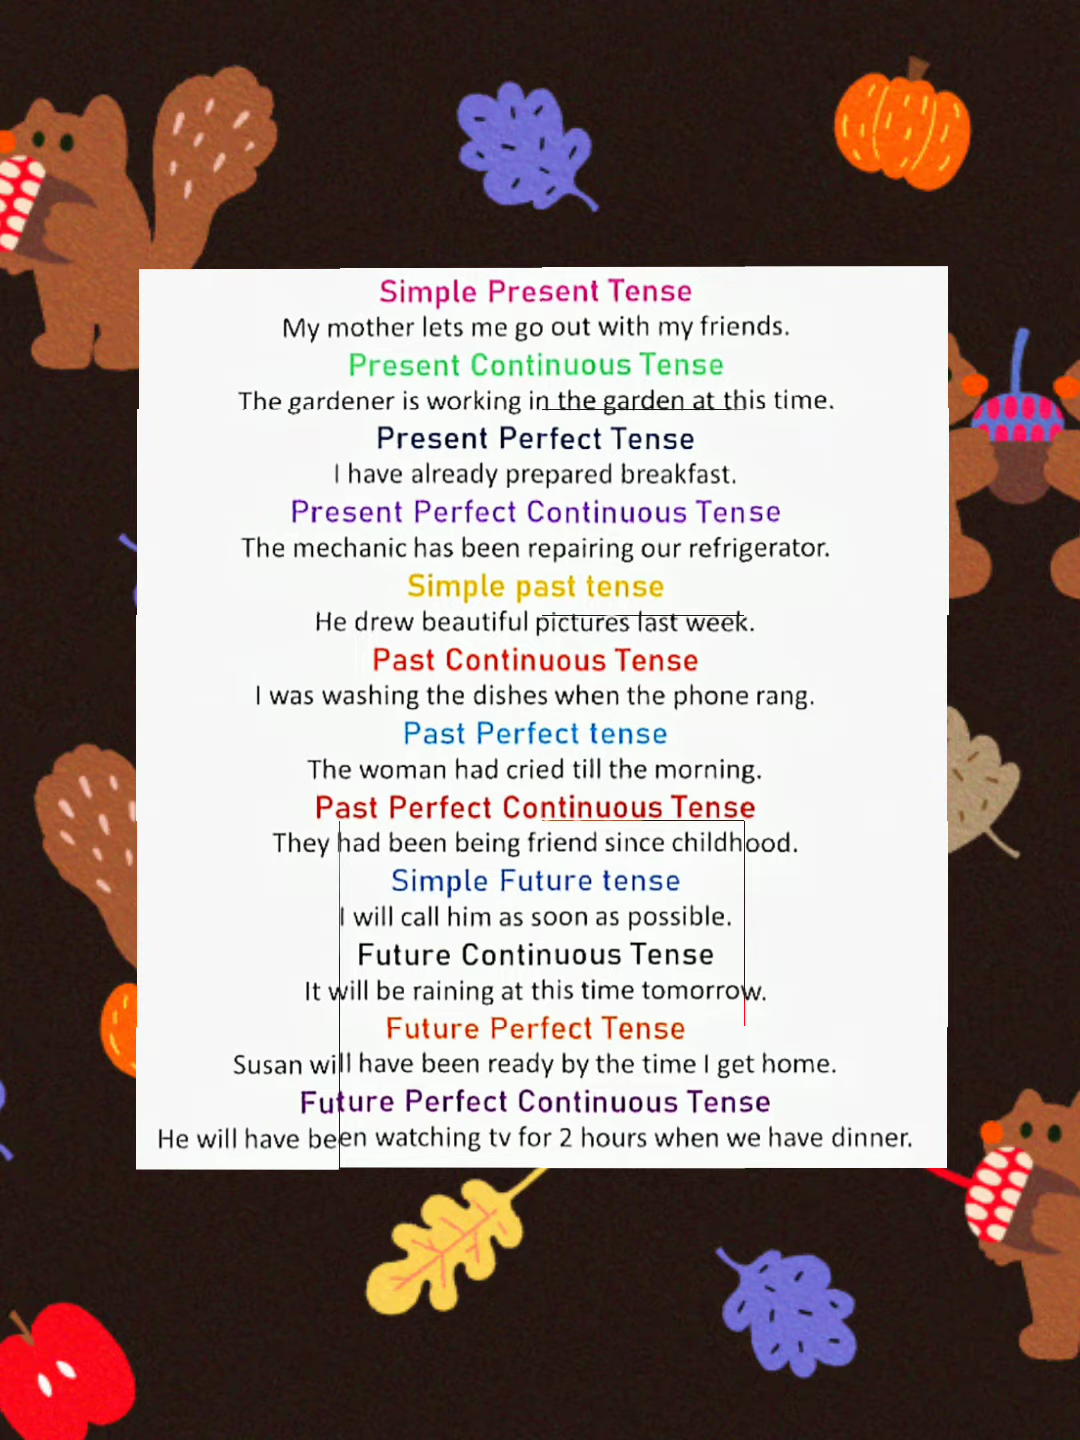 Simple Present Tense
My mother lets me go out with my friends.
Present Continuous Tense
The gardener is working in the garden at this time.
Present Perfect Tense
I have already prepared breakfast.
Present Perfect Continuous Tense
The mechanic has been repairing our refrigerator.
Simple past tense
He drew beautiful pictures last week.
Past Continuous Tense
I was washing the dishes when the phone rang.
Past Perfect tense
The woman had cried till the morning.
Past Perfect Continuous Tense
They had been being friend since childhood.
Simple Future tense
I will call him as soon as possible.
Future Continuous Tense
It will be raining at this time tomorrow.
Future Perfect Tense
Susan will have been ready by the time I get home.
Future Perfect Continuous Tense
He will have been watching tv for 2 hours when we have dinner.